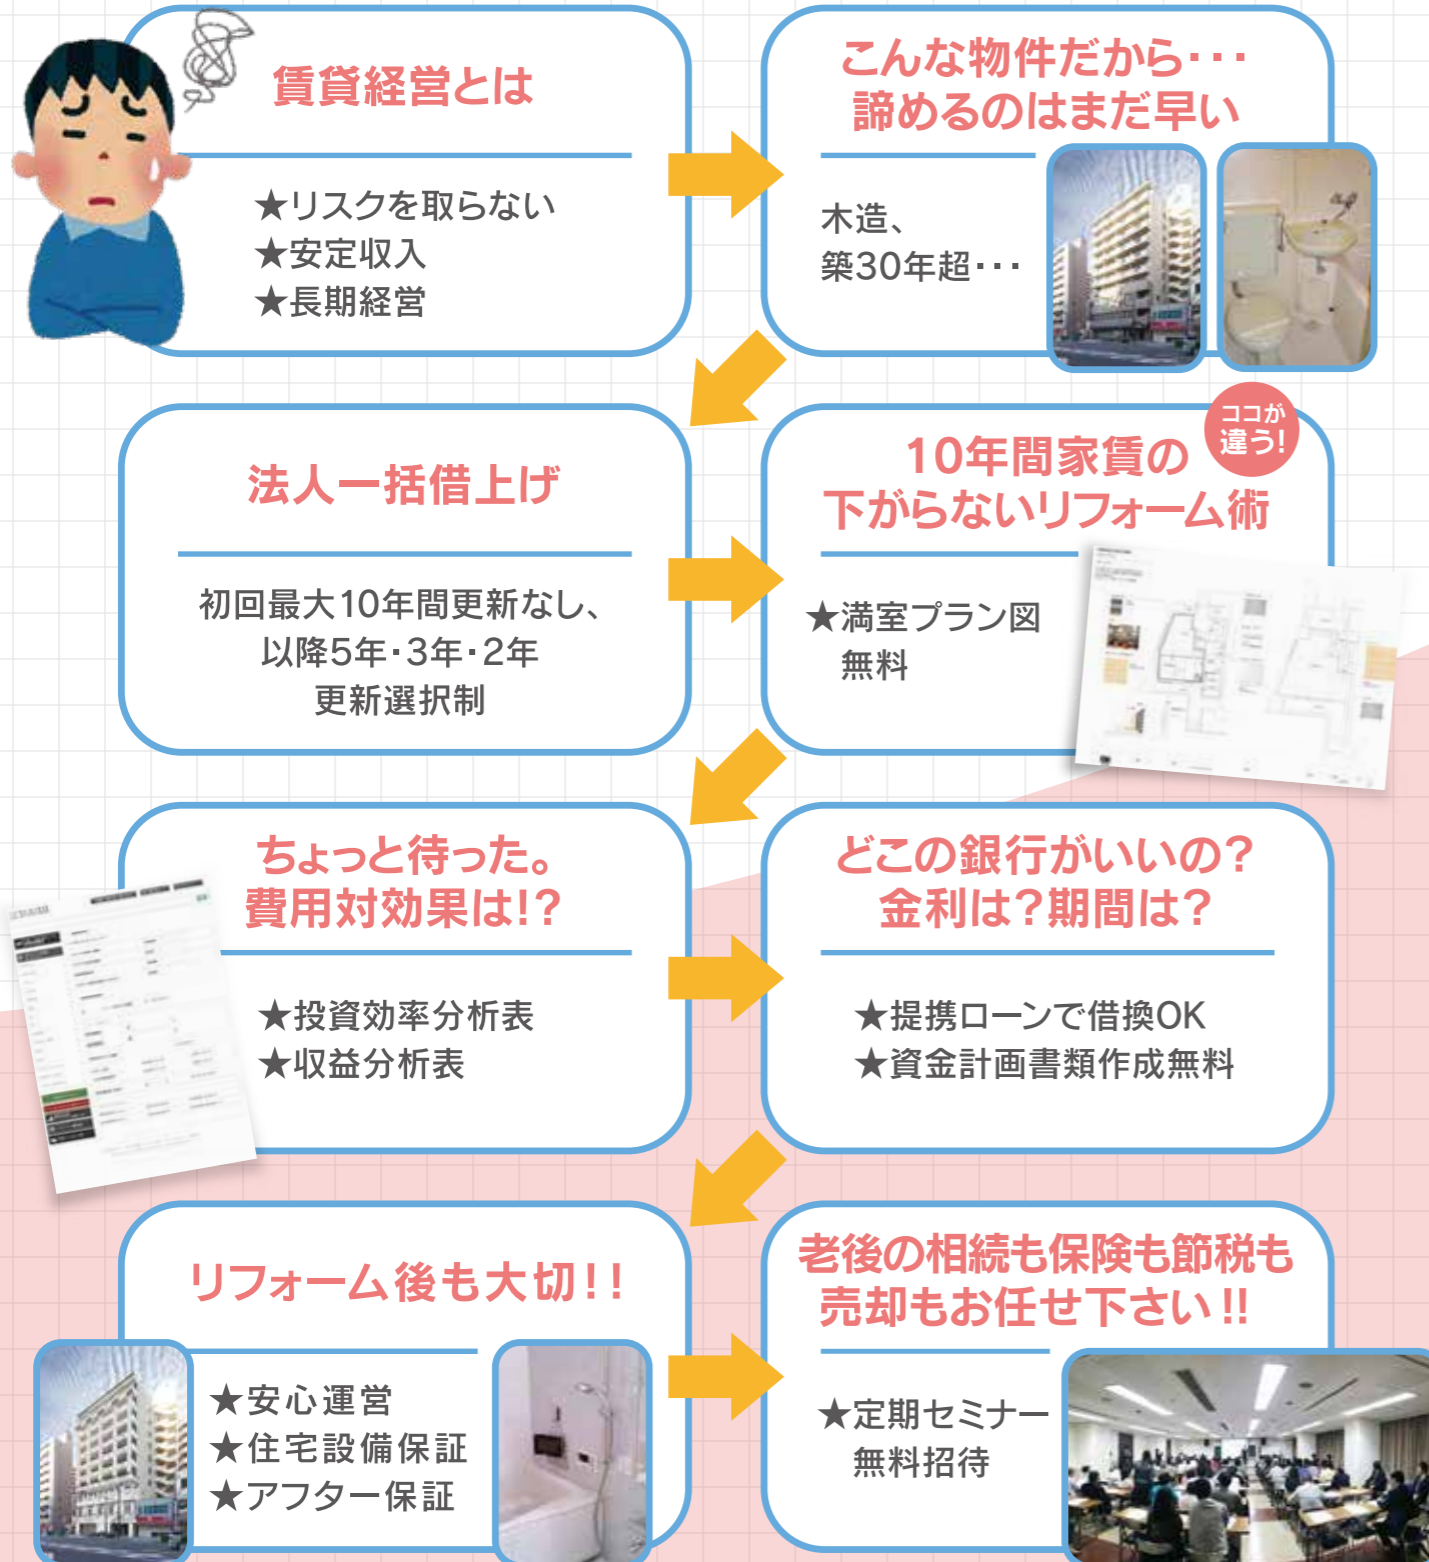 賃貸経営とは
★リスクを取らない
★安定収入
★長期経営
こんな物件だから･･･
諦めるのはまだ早い
木造、
築30年超･･･
法人一括借上げ
初回最大10年間更新なし、
以降5年･3年･2年
更新選択制
ココが
違う!
10年間家賃の
下がらないリフォーム術
★満室プラン図
無料
ちょっと待った。
費用対効果は!?
★投資効率分析表
★収益分析表
どこの銀行がいいの?
金利は?期間は?
★提携ローンで借換OK
★資金計画書類作成無料
リフォーム後も大切!!
★安心運営
★住宅設備保証
★アフター保証
老後の相続も保険も節税も
売却もお任せ下さい!!
★定期セミナー
無料招待